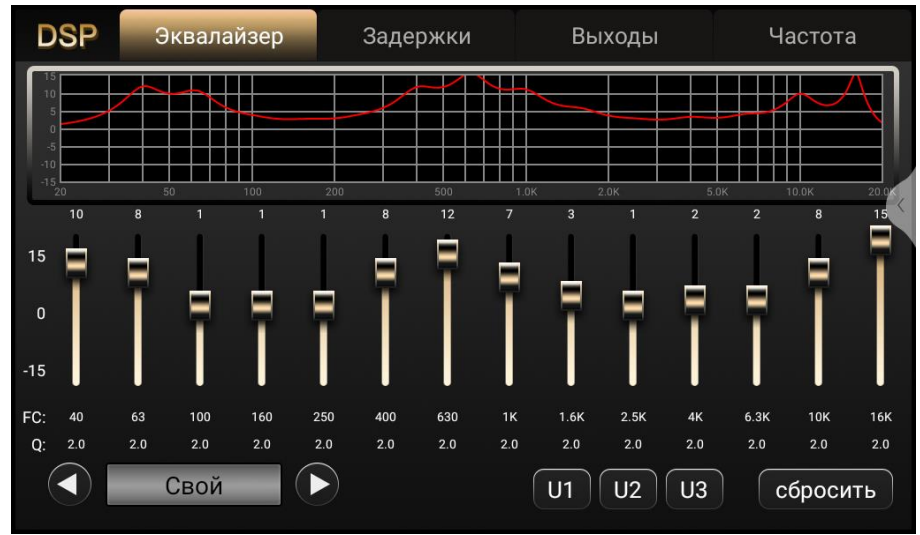 DSP Эквалайзер Задержки Выходы Частота
15
10
5
0
-5
-10
-15
20 50 100 200 500 1.0K 2.0K 5.0K 10.0K 20.0K
10 8 1 1 1 8 12 7 3 1 2 2 8 15
15
0
-15
FC: 40 63 100 160 250 400 630 1K 1.6K 2.5K 4K 6.3K 10K 16K
Q: 2.0 2.0 2.0 2.0 2.0 2.0 2.0 2.0 2.0 2.0 2.0 2.0 2.0 2.0
Свой U1 U2 U3 сбросить